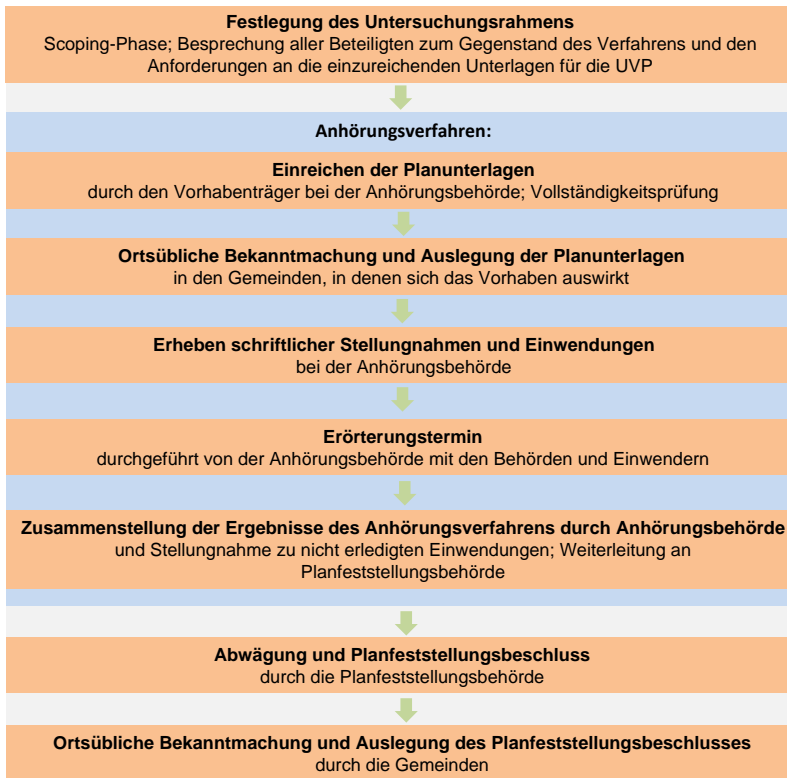 Festlegung des Untersuchungsrahmens
Scoping-Phase; Besprechung aller Beteiligten zum Gegenstand des Verfahrens und den
Anforderungen an die einzureichenden Unterlagen für die UVP
Anhörungsverfahren:
Einreichen der Planunterlagen
durch den Vorhabenträger bei der Anhörungsbehörde; Vollständigkeitsprüfung
Ortsübliche Bekanntmachung und Auslegung der Planunterlagen
in den Gemeinden, in denen sich das Vorhaben auswirkt
Erheben schriftlicher Stellungnahmen und Einwendungen
bei der Anhörungsbehörde
Erörterungstermin
durchgeführt von der Anhörungsbehörde mit den Behörden und Einwendern
Zusammenstellung der Ergebnisse des Anhörungsverfahrens durch Anhörungsbehörde
und Stellungnahme zu nicht erledigten Einwendungen; Weiterleitung an
Planfeststellungsbehörde
Abwägung und Planfeststellungsbeschluss
durch die Planfeststellungsbehörde
Ortsübliche Bekanntmachung und Auslegung des Planfeststellungsbeschlusses
durch die Gemeinden